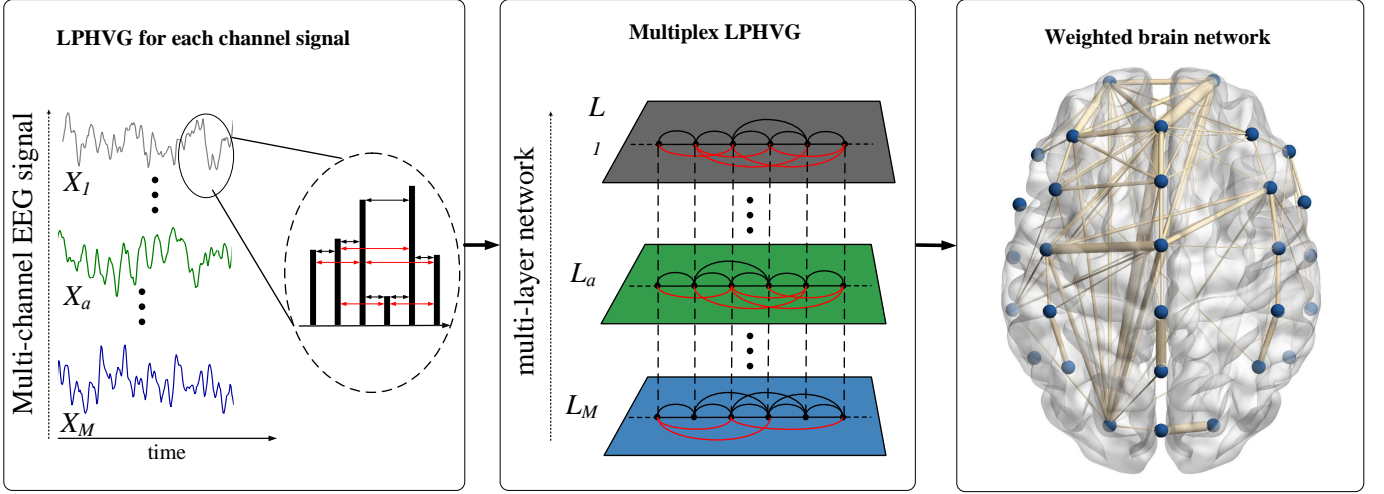 LPHVG for each channel signal
Multi-channel EEG signal
X1
Xa
XM
time
Multiplex LPHVG
multi-layer network
L
1
La
LM
Weighted brain network